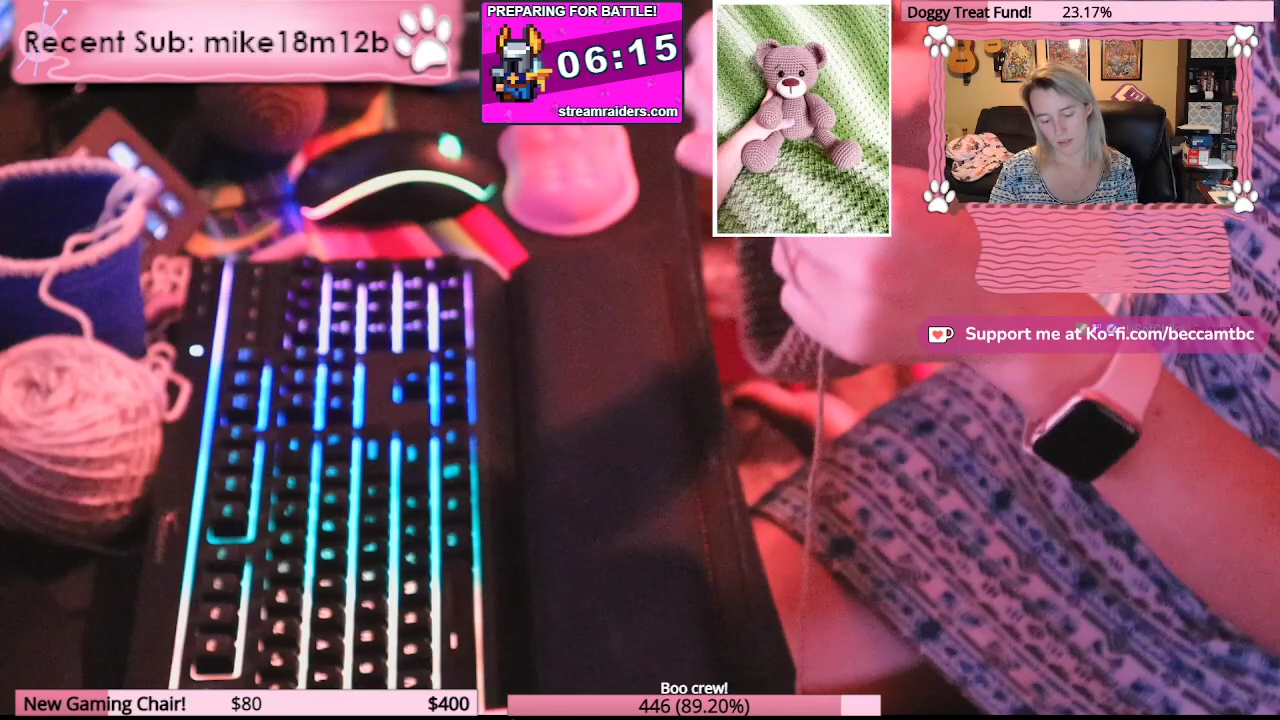 Recent Sub: mike18m12b
PREPARING FOR BATTLE!
06:15
streamraiders.com
Doggy Treat Fund! 23.17%
Support me at Ko-fi.com/beccamtbc
New Gaming Chair! $80 $400
Boo crew!
446 (89.20%)